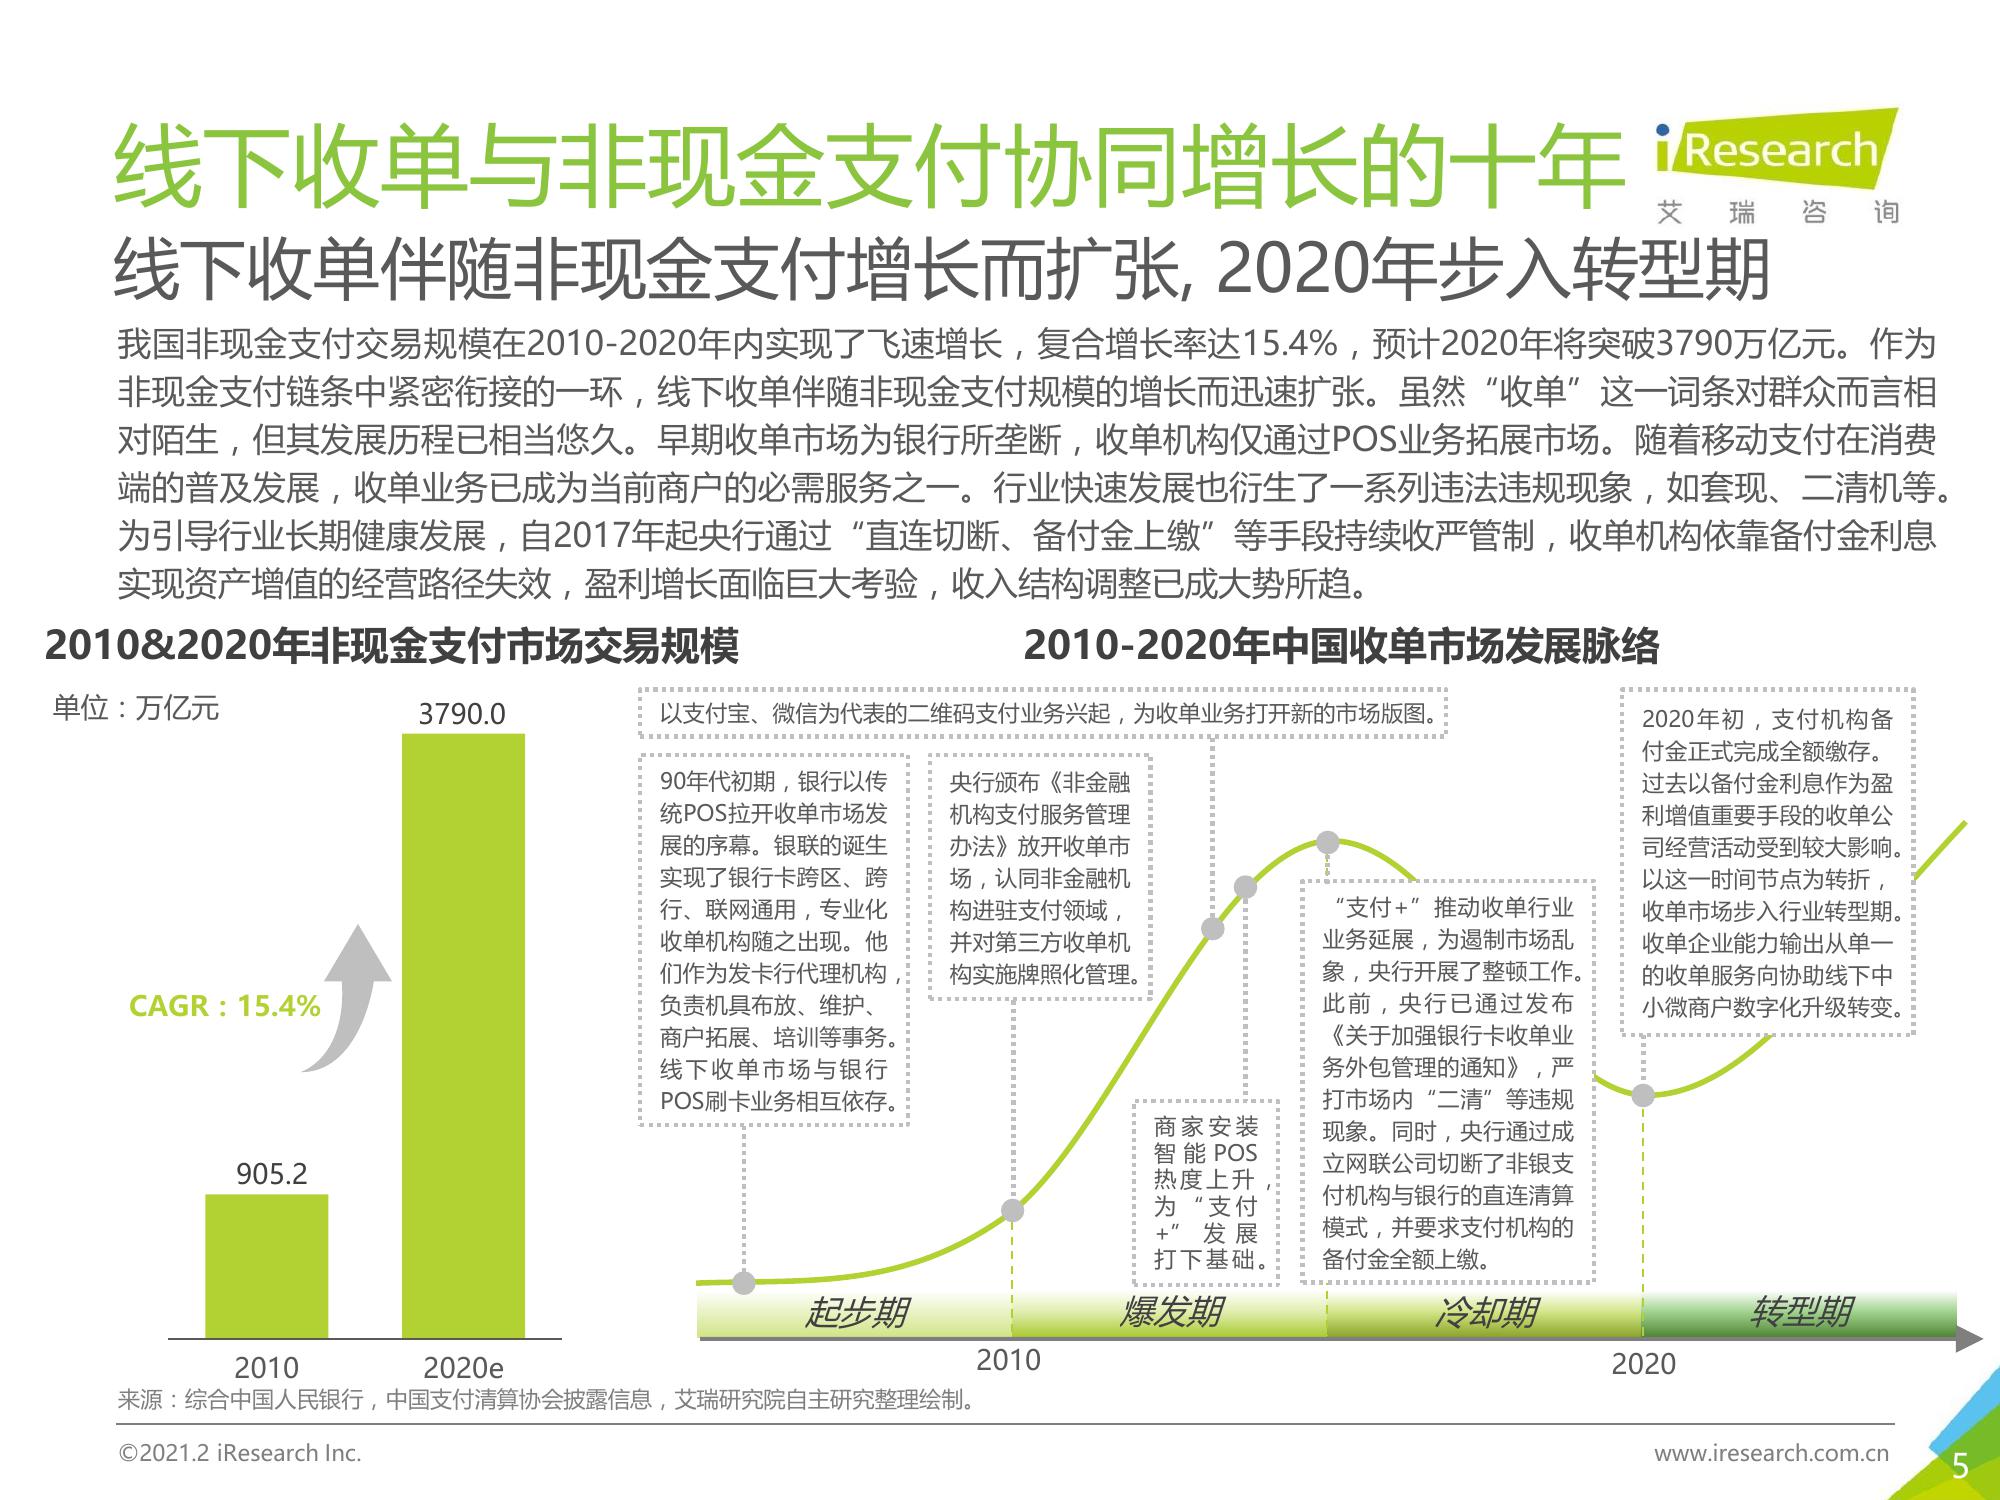 线下收单与非现金支付协同增长的十年
iResearch
艾瑞咨询
线下收单伴随非现金支付增长而扩张, 2020年步入转型期
我国非现金支付交易规模在2010-2020年内实现了飞速增长，复合增长率达15.4%，预计2020年将突破3790万亿元。作为
非现金支付链条中紧密衔接的一环，线下收单伴随非现金支付规模的增长而迅速扩张。虽然“收单”这一词条对群众而言相
对陌生，但其发展历程已相当悠久。早期收单市场为银行所垄断，收单机构仅通过POS业务拓展市场。随着移动支付在消费
端的普及发展，收单业务已成为当前商户的必需服务之一。行业快速发展也衍生了一系列违法违规现象，如套现、二清机等。
为引导行业长期健康发展，自2017年起央行通过“直连切断、备付金上缴”等手段持续收严管制，收单机构依靠备付金利息
实现资产增值的经营路径失效，盈利增长面临巨大考验，收入结构调整已成大势所趋。
2010&2020年非现金支付市场交易规模
单位：万亿元
3790.0
CAGR：15.4%
905.2
2010
2020e
2010-2020年中国收单市场发展脉络
以支付宝、微信为代表的二维码支付业务兴起，为收单业务打开新的市场版图。
90年代初期，银行以传
统POS拉开收单市场发
展的序幕。银联的诞生
实现了银行卡跨区、跨
行、联网通用，专业化
收单机构随之出现。他
们作为发卡行代理机构，
负责机具布放、维护、
商户拓展、培训等事务。
线下收单市场与银行
POS刷卡业务相互依存。
央行颁布《非金融
机构支付服务管理
办法》放开收单市
场，认同非金融机
构进驻支付领域，
并对第三方收单机
构实施牌照化管理。
商家安装
智能POS
热度上升，
为“支付
+”发展
打下基础。
“支付+”推动收单行业
业务延展，为遏制市场乱
象，央行开展了整顿工作。
此前，央行已通过发布
《关于加强银行卡收单业
务外包管理的通知》，严
打市场内“二清”等违规
现象。同时，央行通过成
立网联公司切断了非银支
付机构与银行的直连清算
模式，并要求支付机构的
备付金全额上缴。
2020年初，支付机构备
付金正式完成全额缴存。
过去以备付金利息作为盈
利增值重要手段的收单公
司经营活动受到较大影响。
以这一时间节点为转折，
收单市场步入行业转型期。
收单企业能力输出从单一
的收单服务向协助线下中
小微商户数字化升级转变。
起步期
爆发期
冷却期
转型期
2010
2020
来源：综合中国人民银行，中国支付清算协会披露信息，艾瑞研究院自主研究整理绘制。
©2021.2 iResearch Inc.
www.iresearch.com.cn
5